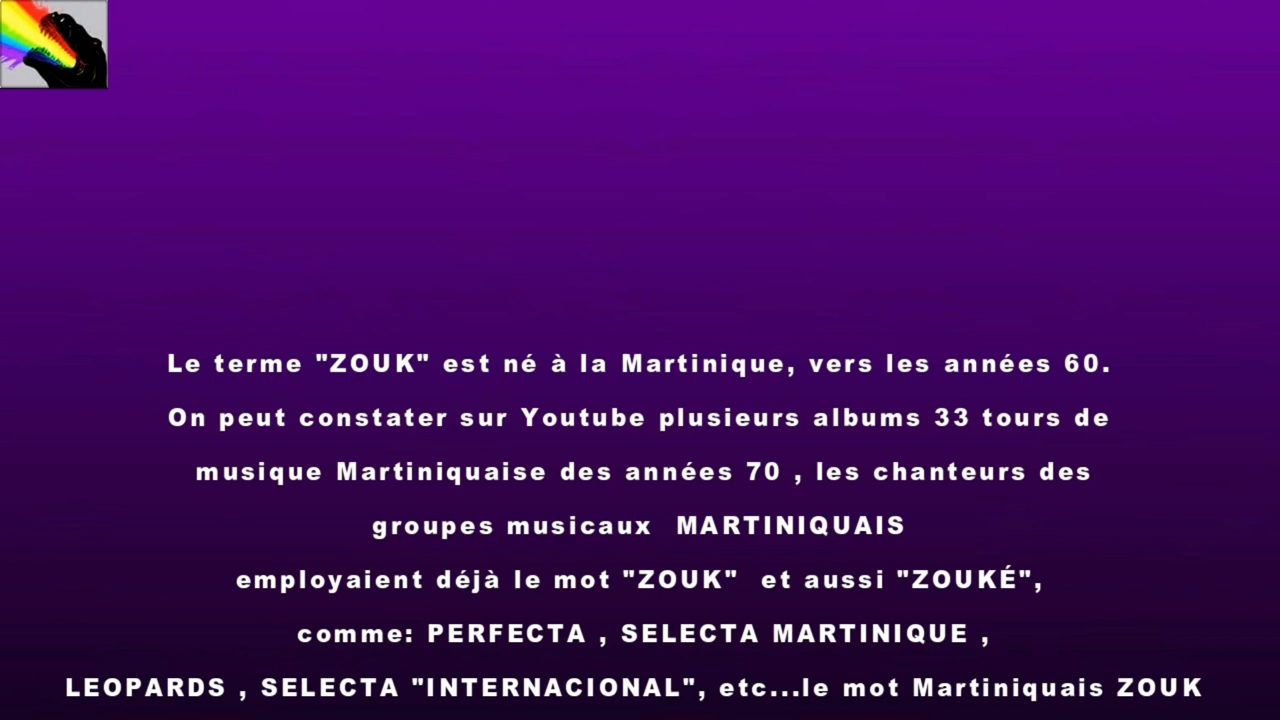 Le terme "ZOUK" est né à la Martinique, vers les années 60.
On peut constater sur Youtube plusieurs albums 33 tours de
musique Martiniquaise des années 70 , les chanteurs des
groupes musicaux  MARTINIQUAIS
employaient déjà le mot "ZOUK"  et aussi "ZOUKÉ",
comme: PERFECTA , SELECTA MARTINIQUE ,
LEOPARDS , SELECTA "INTERNACIONAL", etc...le mot Martiniquais ZOUK